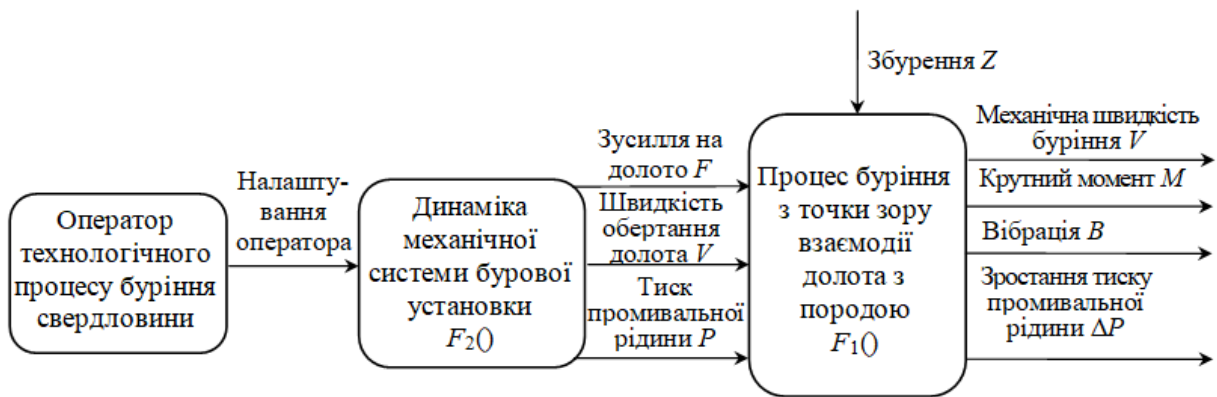 Оператор
технологічного
процесу буріння
свердловини
Налашту-
вання
оператора
Динаміка
механічної
системи бурової
установки
F₂()
Зусилля на
долото F
Швидкість
обертання
долота V
Тиск
промивальної
рідини P
Збурення Z
Процес буріння
з точки зору
взаємодії
долота з
породою
F₁()
Механічна швидкість
буріння V
Крутний момент M
Вібрація B
Зростання тиску
промивальної
рідини ΔP